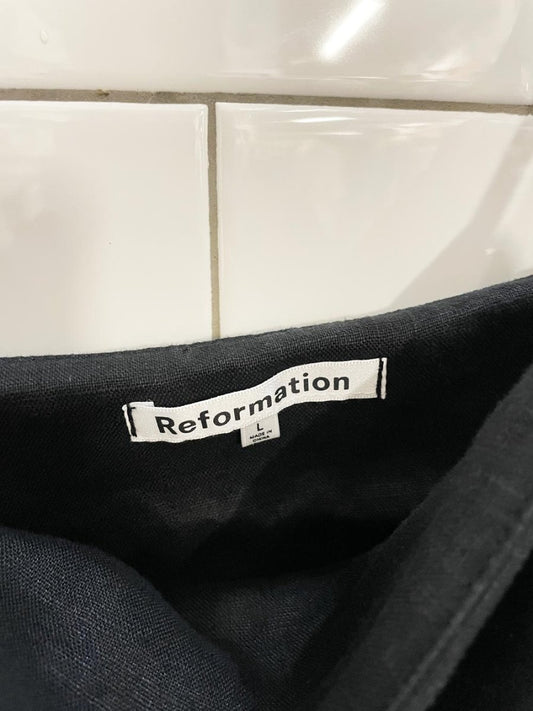 Reformation
L
MADE IN
CHINA